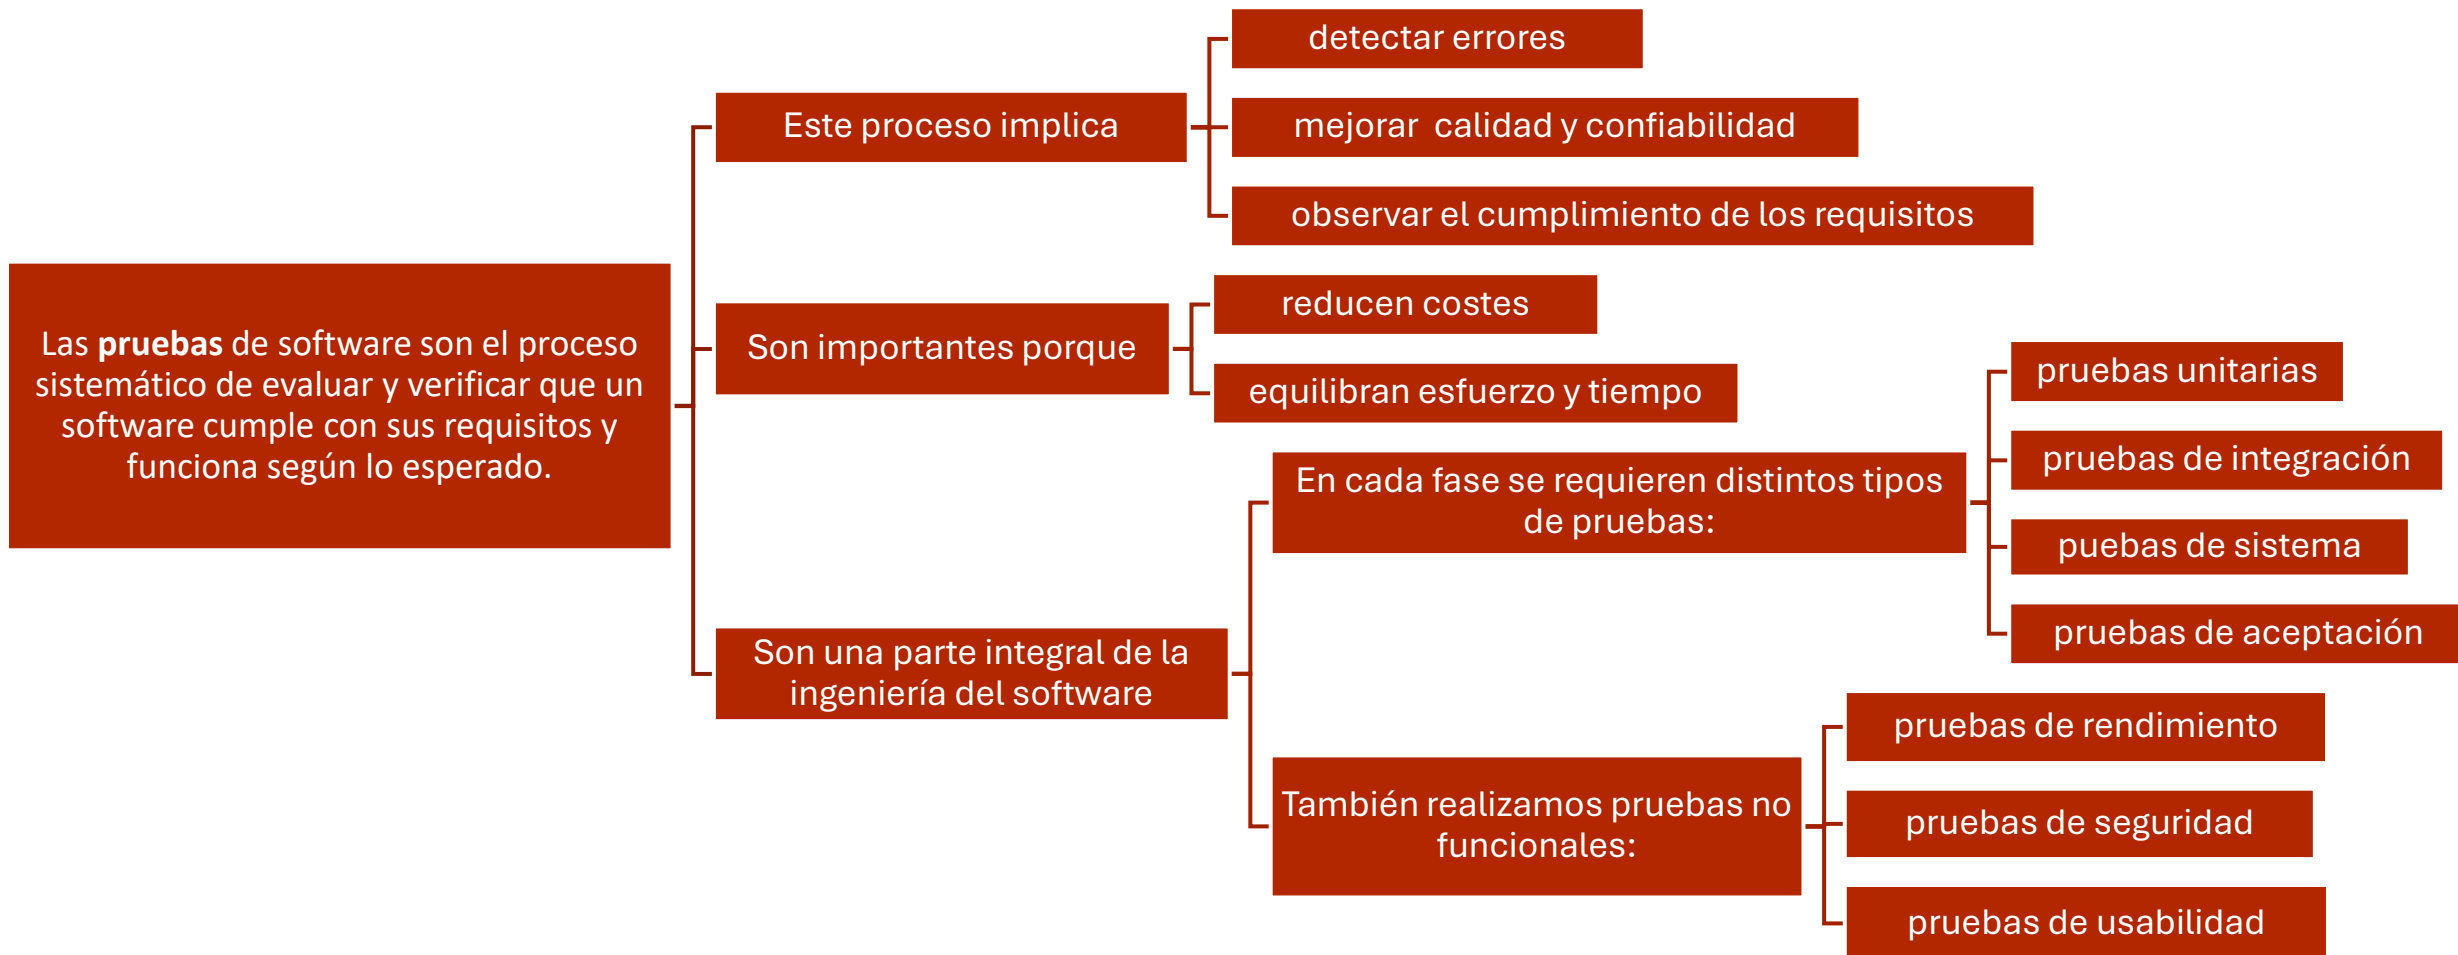 Las pruebas de software son el proceso
sistemático de evaluar y verificar que un
software cumple con sus requisitos y
funciona según lo esperado.
Este proceso implica
detectar errores
mejorar  calidad y confiabilidad
observar el cumplimiento de los requisitos
Son importantes porque
reducen costes
equilibran esfuerzo y tiempo
Son una parte integral de la
ingeniería del software
En cada fase se requieren distintos tipos
de pruebas:
pruebas unitarias
pruebas de integración
puebas de sistema
pruebas de aceptación
También realizamos pruebas no
funcionales:
pruebas de rendimiento
pruebas de seguridad
pruebas de usabilidad